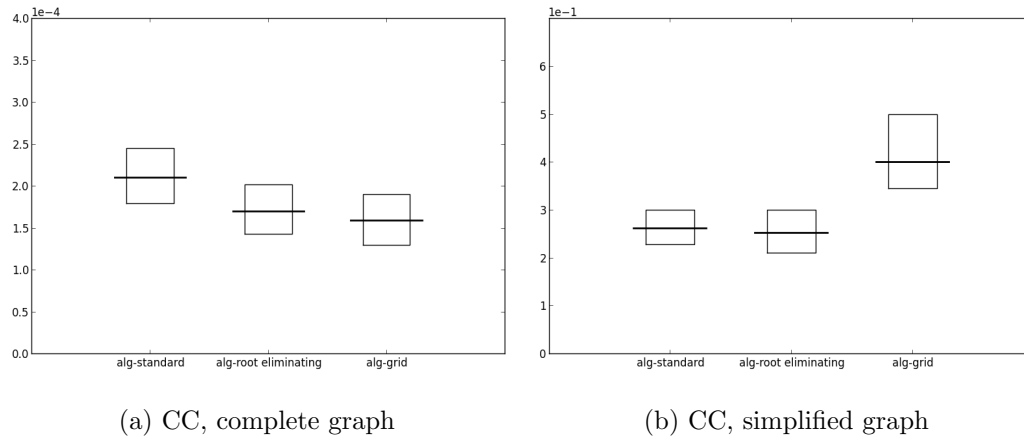 1e−4
4.0
3.5
3.0
2.5
2.0
1.5
1.0
0.5
0.0
alg-standard alg-root eliminating alg-grid
(a) CC, complete graph
1e−1
6
5
4
3
2
1
0
alg-standard alg-root eliminating alg-grid
(b) CC, simplified graph